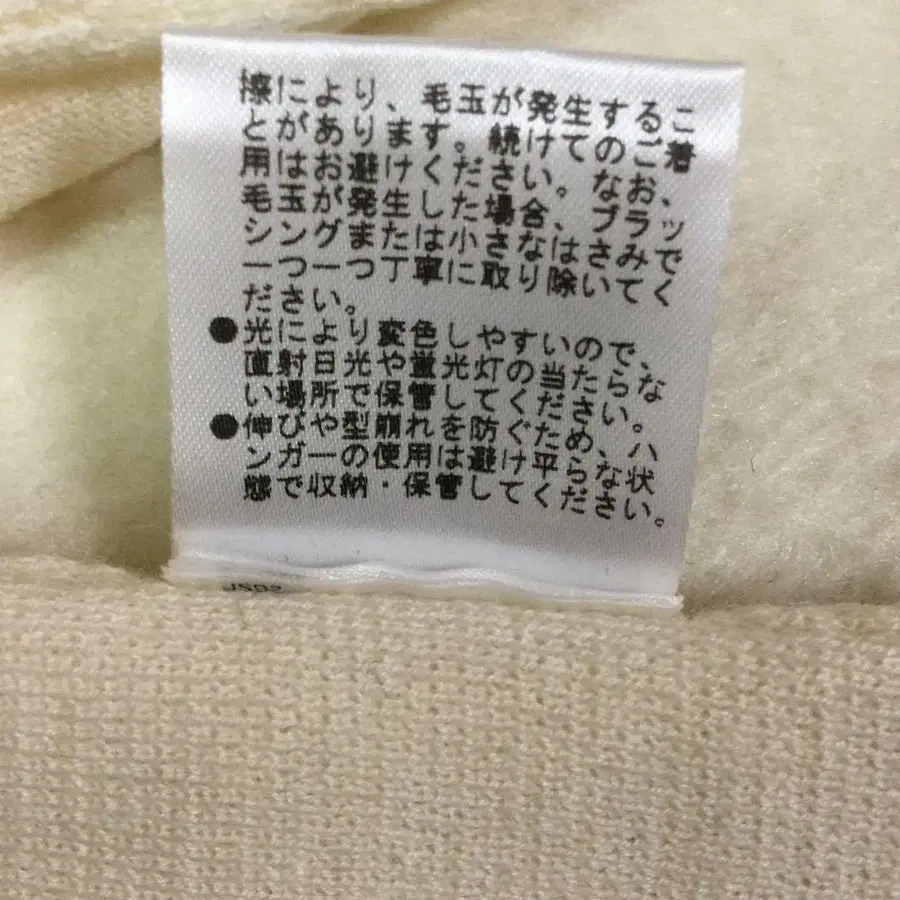 擦により、毛玉が発生するこ
とがあります。続けてのご着
用はお避けください。なお、
毛玉が発生した場合、ブラッ
シングまたは小さなはさみで
一つ一つ丁寧に取り除いてく
ださい。
●光により変色しやすいので、
直射日光や蛍光灯の当たらな
い場所で保管してください。
●伸びや型崩れを防ぐため、ハ
ンガーの使用は避け平らな状
態で収納・保管してください。